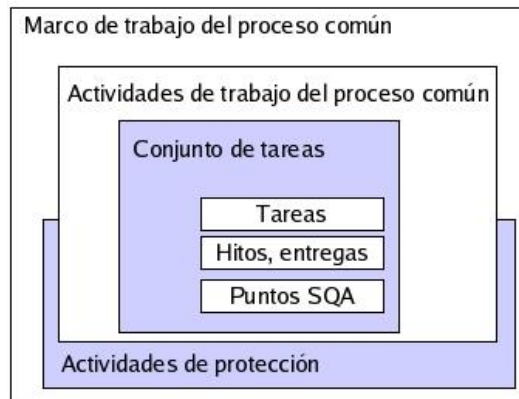 Marco de trabajo del proceso común
Actividades de trabajo del proceso común
Conjunto de tareas
Tareas
Hitos, entregas
Puntos SQA
Actividades de protección